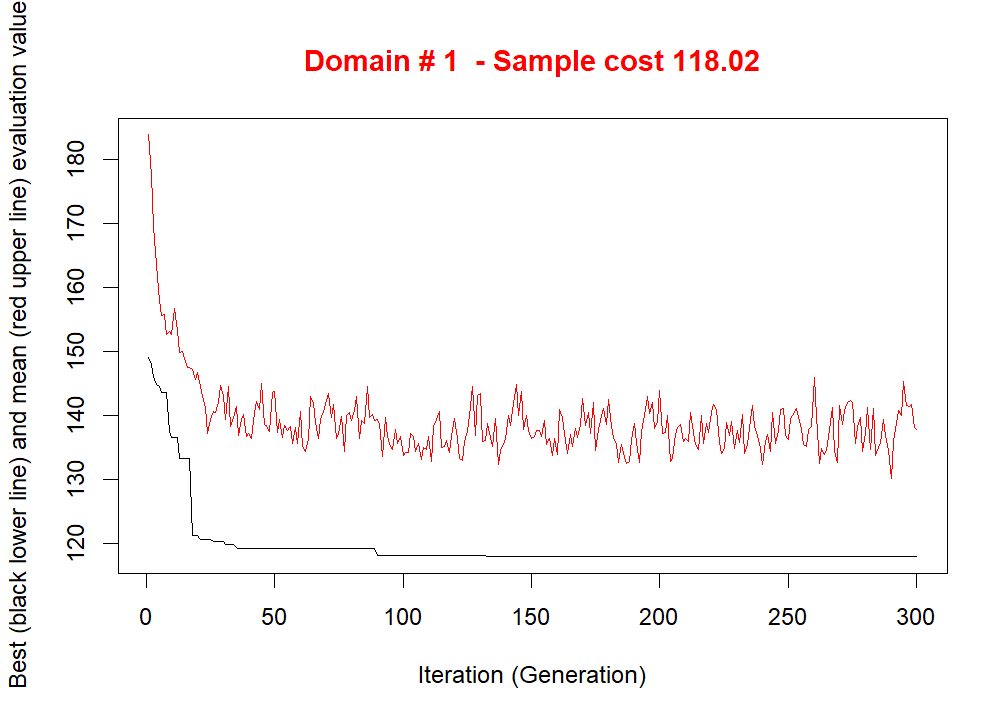 Domain # 1  - Sample cost 118.02
Best (black lower line) and mean (red upper line) evaluation value
180
170
160
150
140
130
120
0 50 100 150 200 250 300
Iteration (Generation)